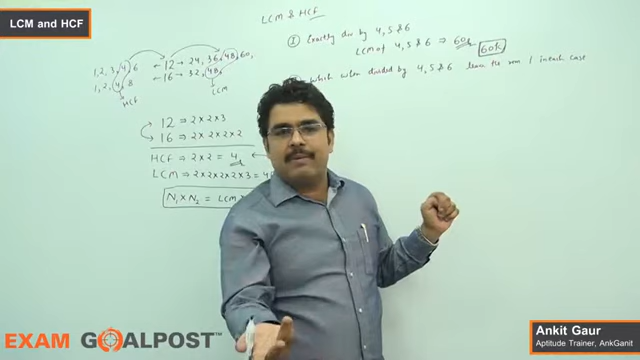 LCM and HCF
LCM & HCF
I Exactly div by 4, 5 & 6
LCM of 4, 5 & 6 ⇒ 60
60K
which when divided by 4, 5 & 6 leave the rem 1 in each case
1, 2, 3, 4, 6 ← 12 → 24, 36, 48, 60,
1, 2, 4, 8 ← 16 → 32, 48
HCF
LCM
12 ⇒ 2 x 2 x 3
16 ⇒ 2 x 2 x 2 x 2
HCF ⇒ 2 x 2 = 4
LCM ⇒ 2 x 2 x 2 x 2 x 3 =
N₁ x N₂ = LCM
EXAM GOALPOST™
Ankit Gaur
Aptitude Trainer, AnkGanit